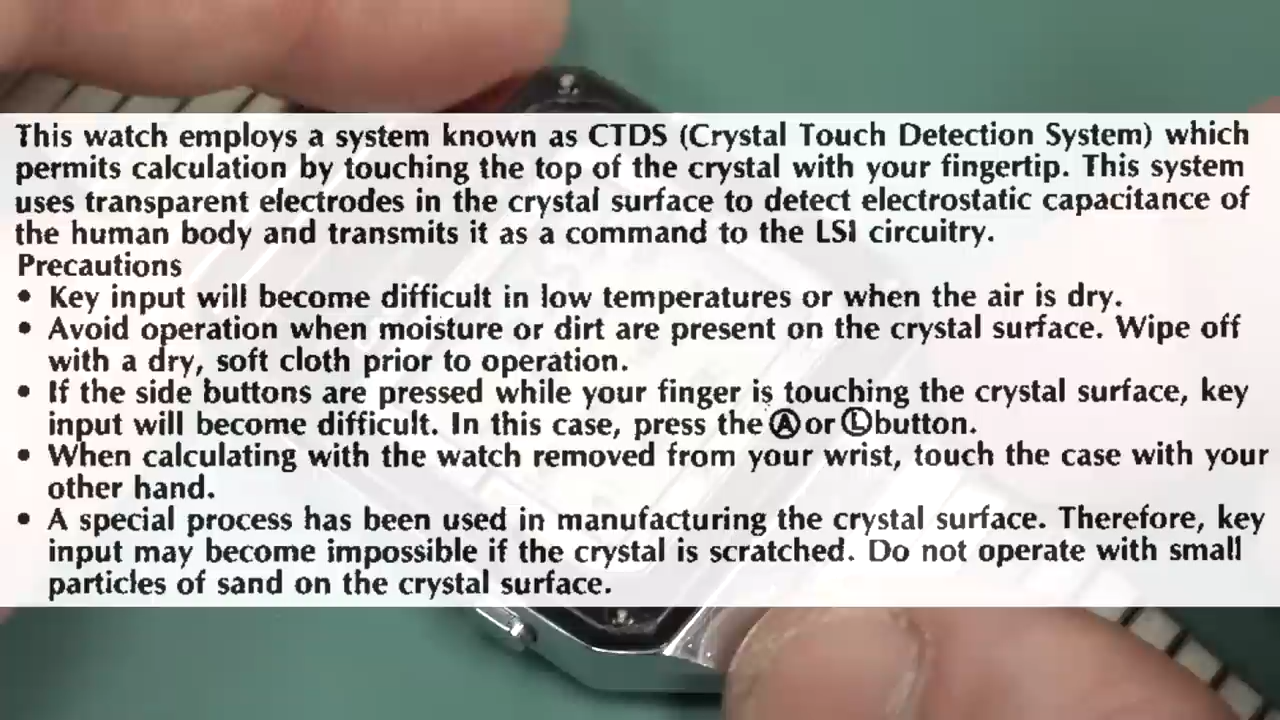 This watch employs a system known as CTDS (Crystal Touch Detection System) which
permits calculation by touching the top of the crystal with your fingertip. This system
uses transparent electrodes in the crystal surface to detect electrostatic capacitance of
the human body and transmits it as a command to the LSI circuitry.
Precautions
• Key input will become difficult in low temperatures or when the air is dry.
• Avoid operation when moisture or dirt are present on the crystal surface. Wipe off
with a dry, soft cloth prior to operation.
• If the side buttons are pressed while your finger is touching the crystal surface, key
input will become difficult. In this case, press the Ⓐ or Ⓛ button.
• When calculating with the watch removed from your wrist, touch the case with your
other hand.
• A special process has been used in manufacturing the crystal surface. Therefore, key
input may become impossible if the crystal is scratched. Do not operate with small
particles of sand on the crystal surface.